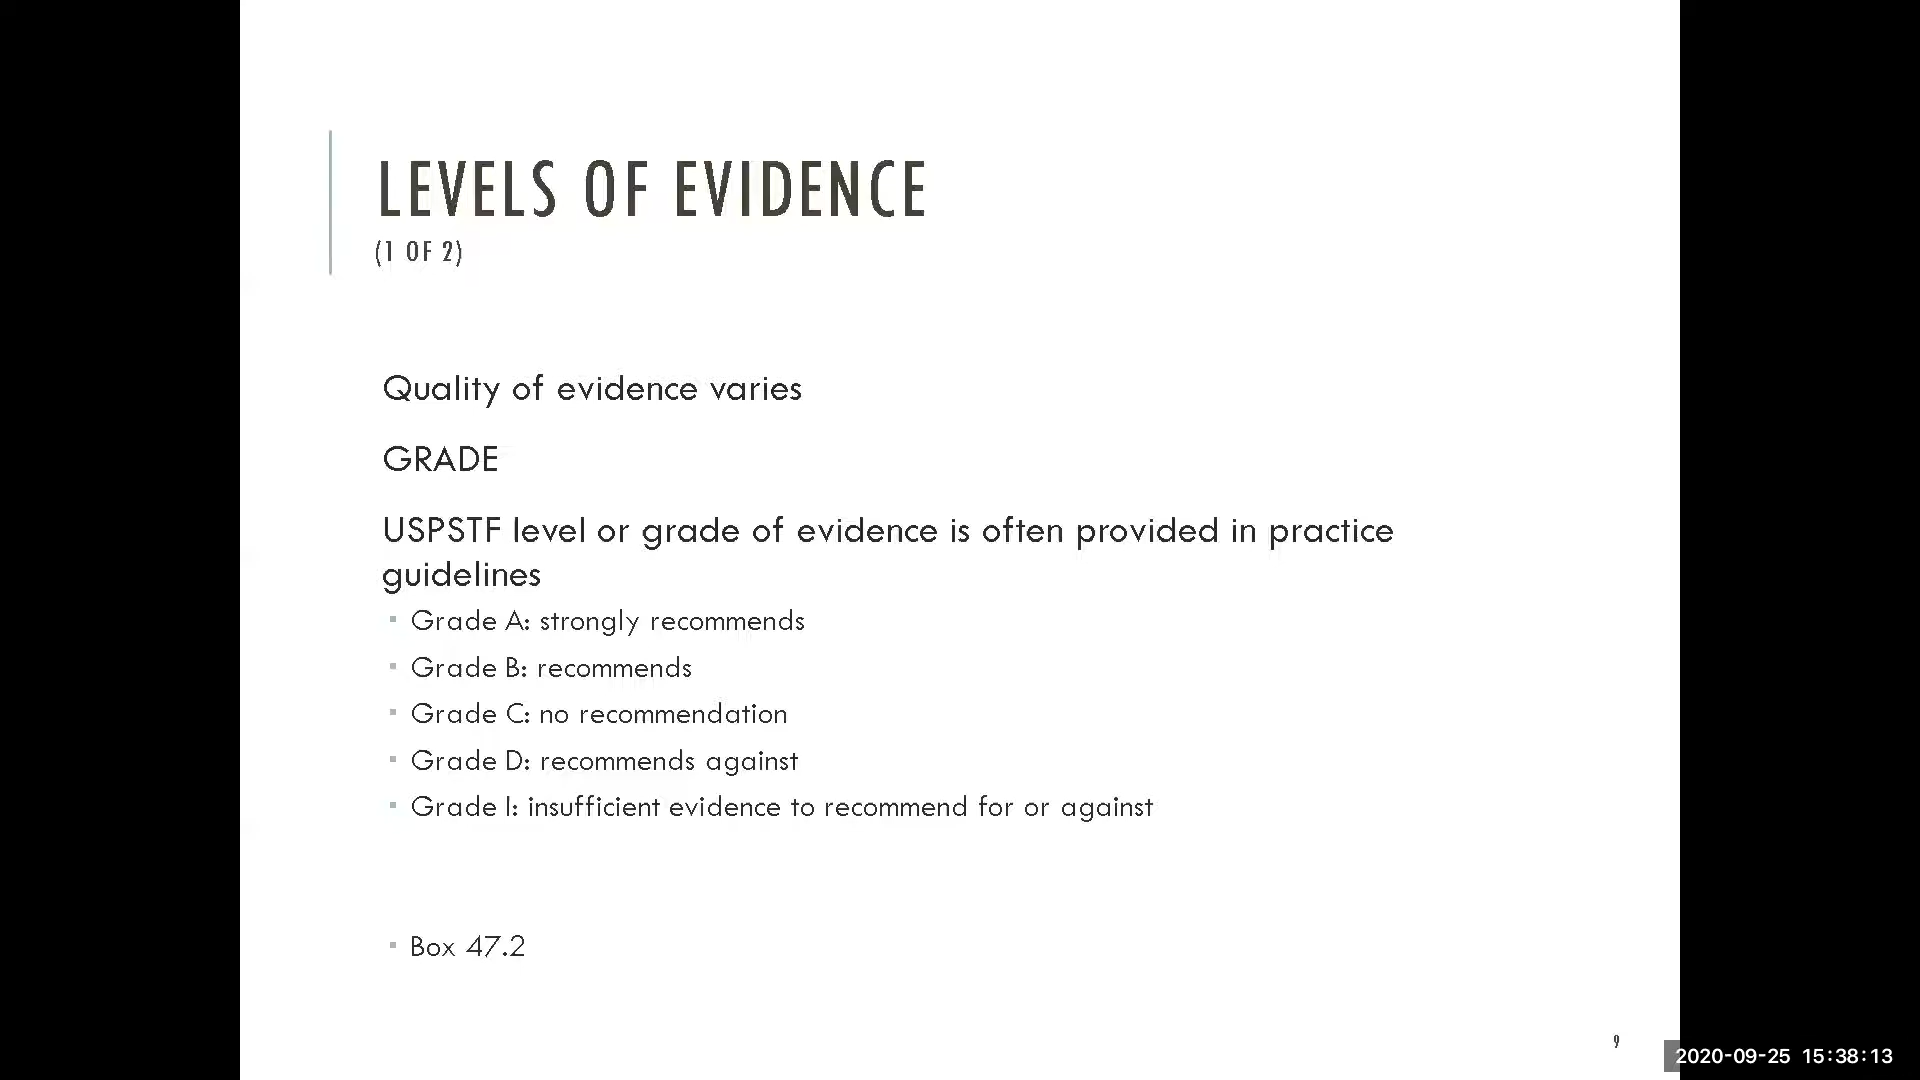 LEVELS OF EVIDENCE
(1 OF 2)
Quality of evidence varies
GRADE
USPSTF level or grade of evidence is often provided in practice
guidelines
▪ Grade A: strongly recommends
▪ Grade B: recommends
▪ Grade C: no recommendation
▪ Grade D: recommends against
▪ Grade I: insufficient evidence to recommend for or against
▪ Box 47.2
9
2020-09-25 15:38:13